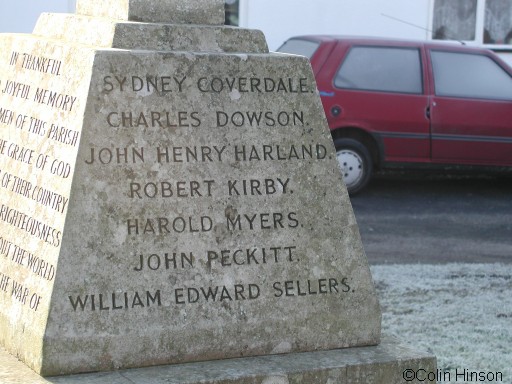 IN THANKFUL
D JOYFUL MEMORY
MEN OF THIS PARISH
THE GRACE OF GOD
OF THEIR COUNTRY
RIGHTEOUSNESS
OUT THE WORLD
THE WAR OF
SYDNEY COVERDALE.
CHARLES DOWSON.
JOHN HENRY HARLAND.
ROBERT KIRBY.
HAROLD MYERS.
JOHN PECKITT.
WILLIAM EDWARD SELLERS.
©Colin Hinson